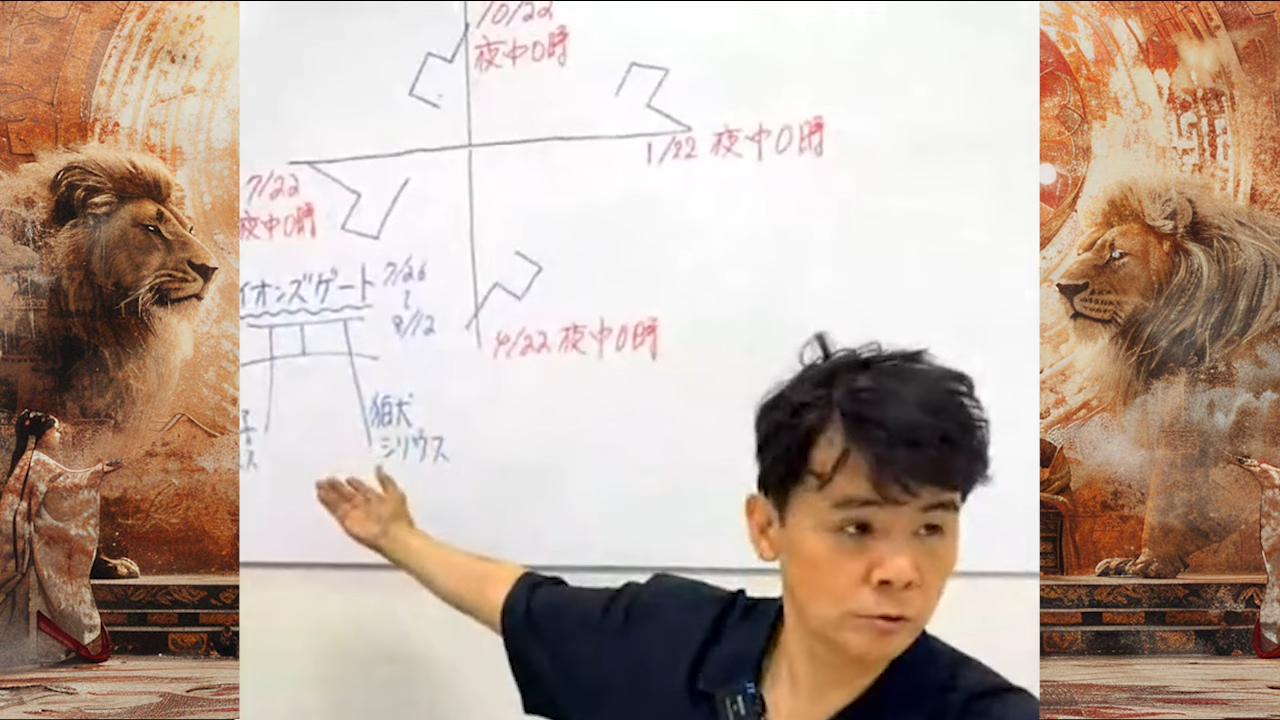 10/22
夜中0時
1/22 夜中0時
7/22
夜中0時
イオンズゲート
7/26
~
8/12
4/22 夜中0時
狛犬
シリウス